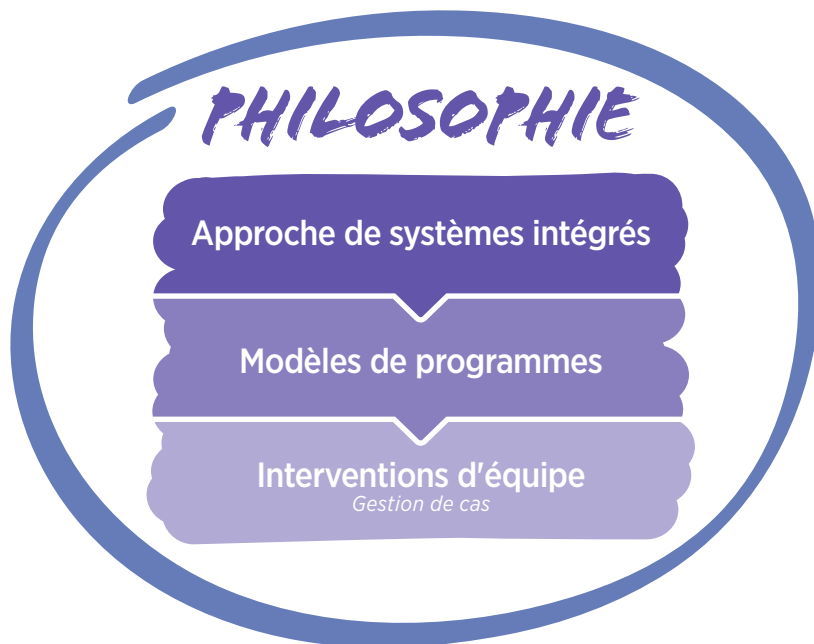 PHILOSOPHIE
Approche de systèmes intégrés
Modèles de programmes
Interventions d'équipe
Gestion de cas